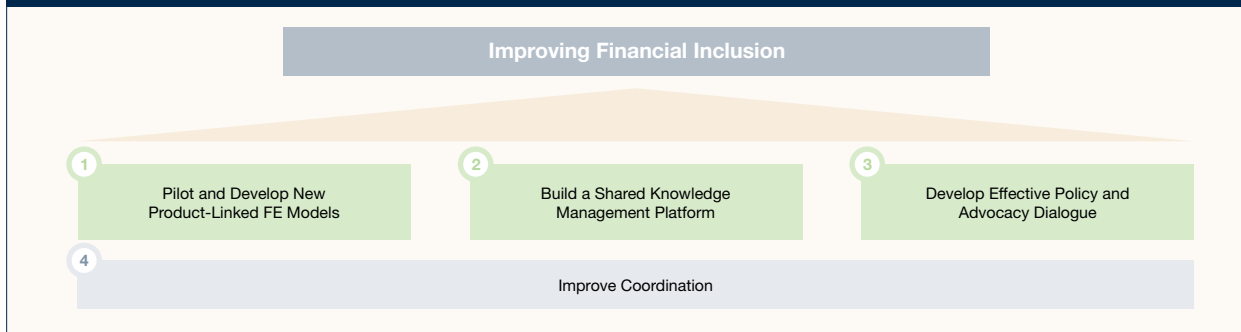 Improving Financial Inclusion
1
Pilot and Develop New
Product-Linked FE Models
2
Build a Shared Knowledge
Management Platform
3
Develop Effective Policy and
Advocacy Dialogue
4
Improve Coordination